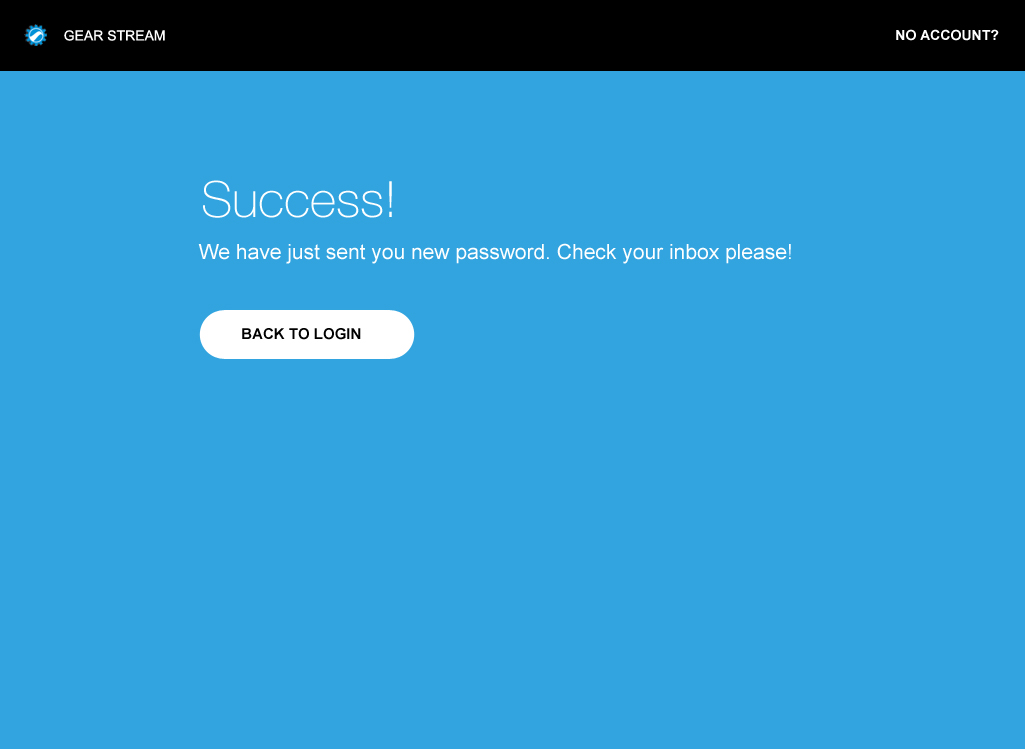 GEAR STREAM
NO ACCOUNT?
Success!
We have just sent you new password. Check your inbox please!
BACK TO LOGIN